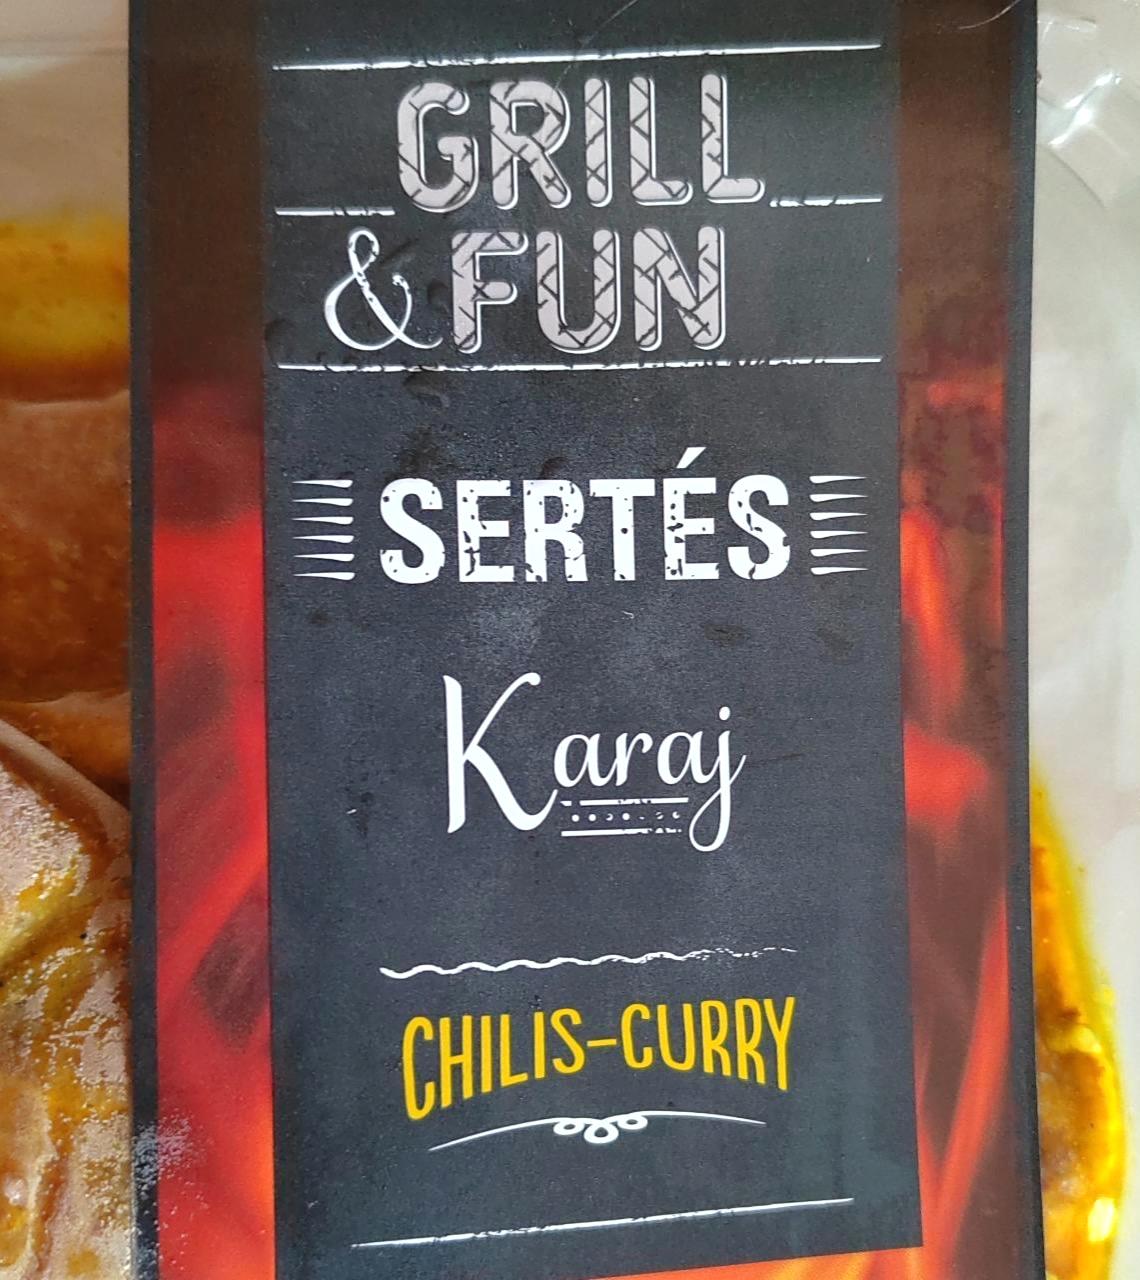 GRILL
& FUN
SERTÉS
Karaj
CHILIS-CURRY